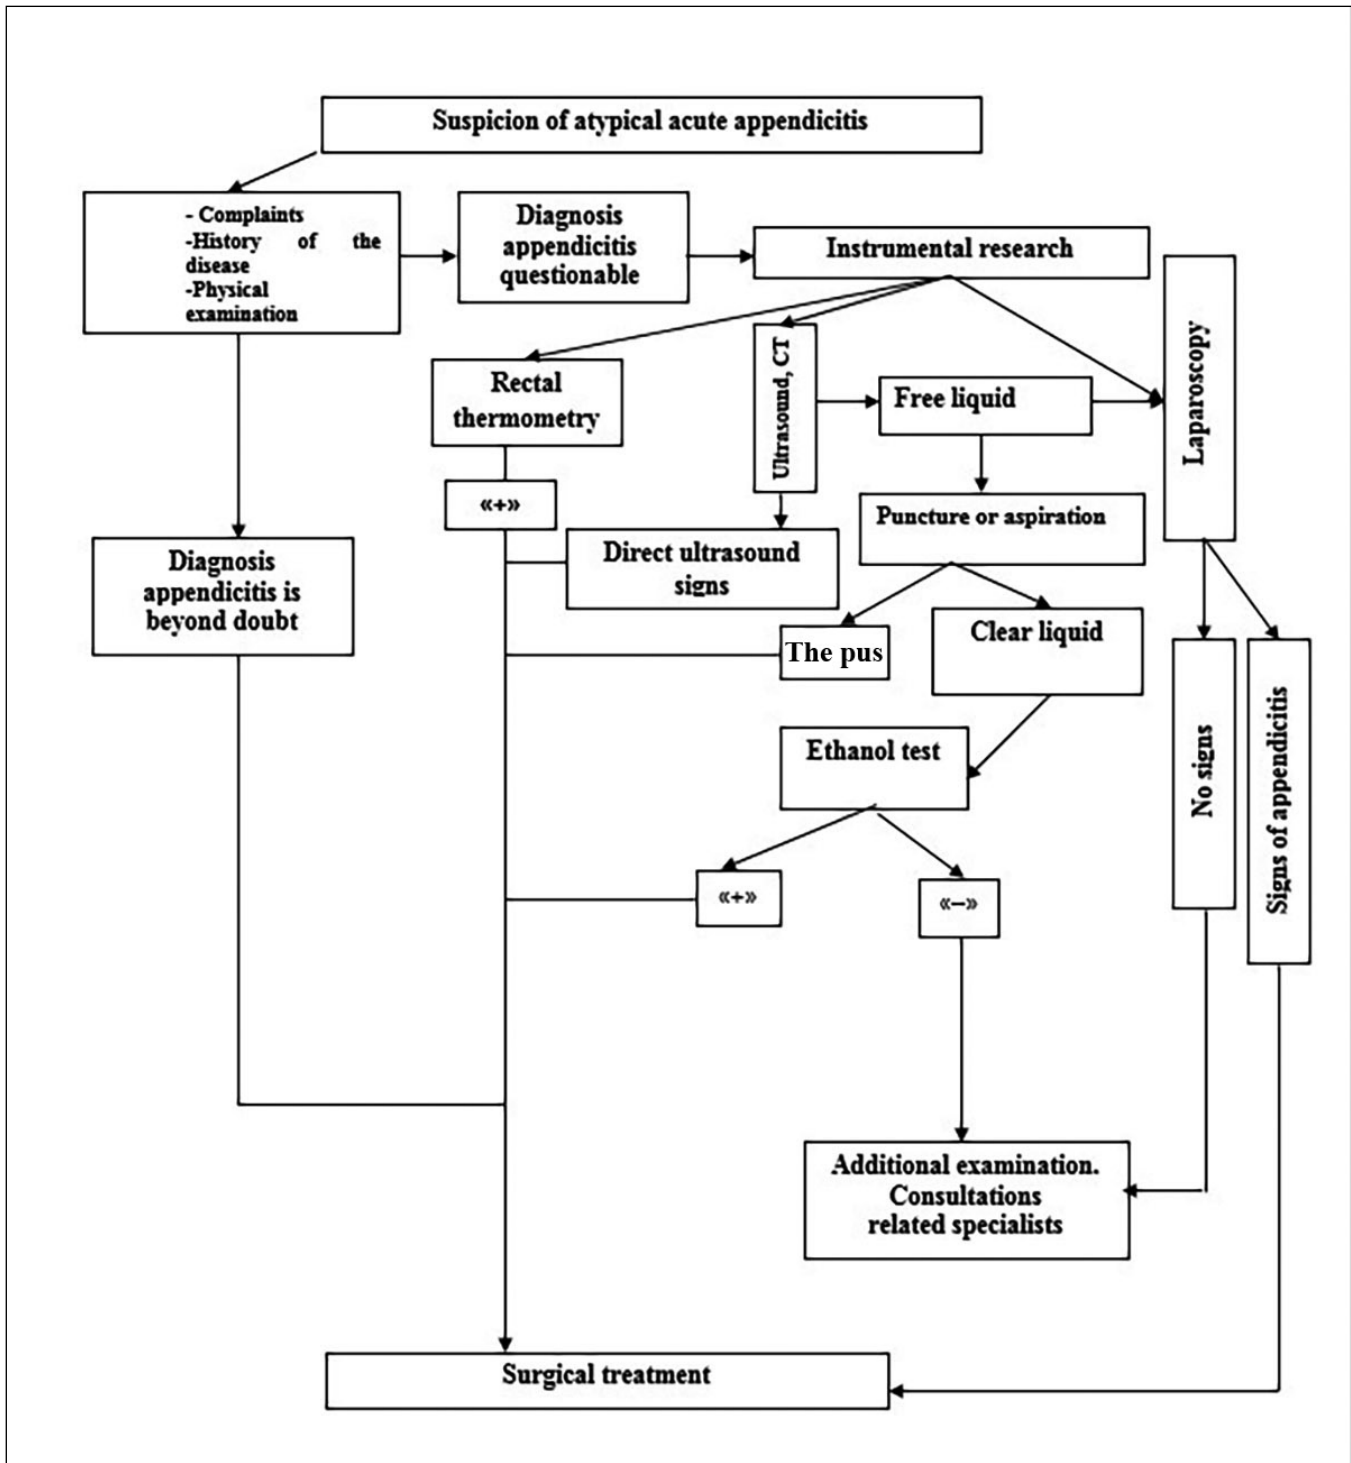 Suspicion of atypical acute appendicitis
- Complaints
-History of the
disease
-Physical
examination
Diagnosis
appendicitis
questionable
Instrumental research
Rectal
thermometry
Ultrasound, CT
Free liquid
Laparoscopy
«+»
Puncture or aspiration
Diagnosis
appendicitis is
beyond doubt
Direct ultrasound
signs
The pus
Clear liquid
Ethanol test
No signs
Signs of appendicitis
«+»
«−»
Additional examination.
Consultations
related specialists
Surgical treatment